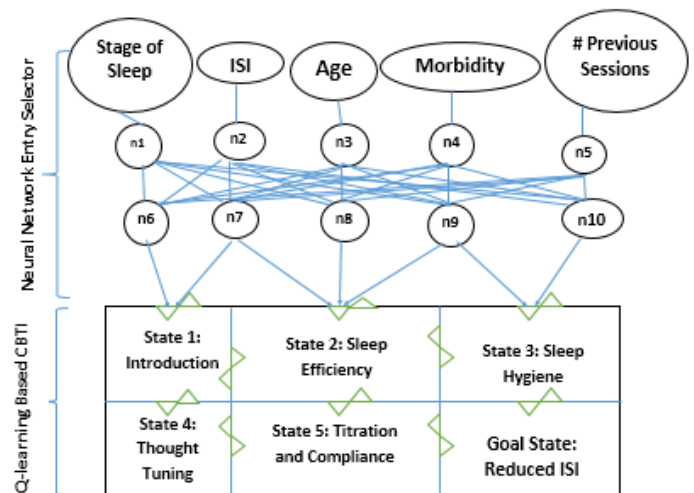 Stage of
Sleep
ISI
Age
Morbidity
# Previous
Sessions
Neural Network Entry Selector
n1
n2
n3
n4
n5
n6
n7
n8
n9
n10
Q-learning Based CBTI
State 1:
Introduction
State 2: Sleep
Efficiency
State 3: Sleep
Hygiene
State 4:
Thought
Tuning
State 5: Titration
and Compliance
Goal State:
Reduced ISI